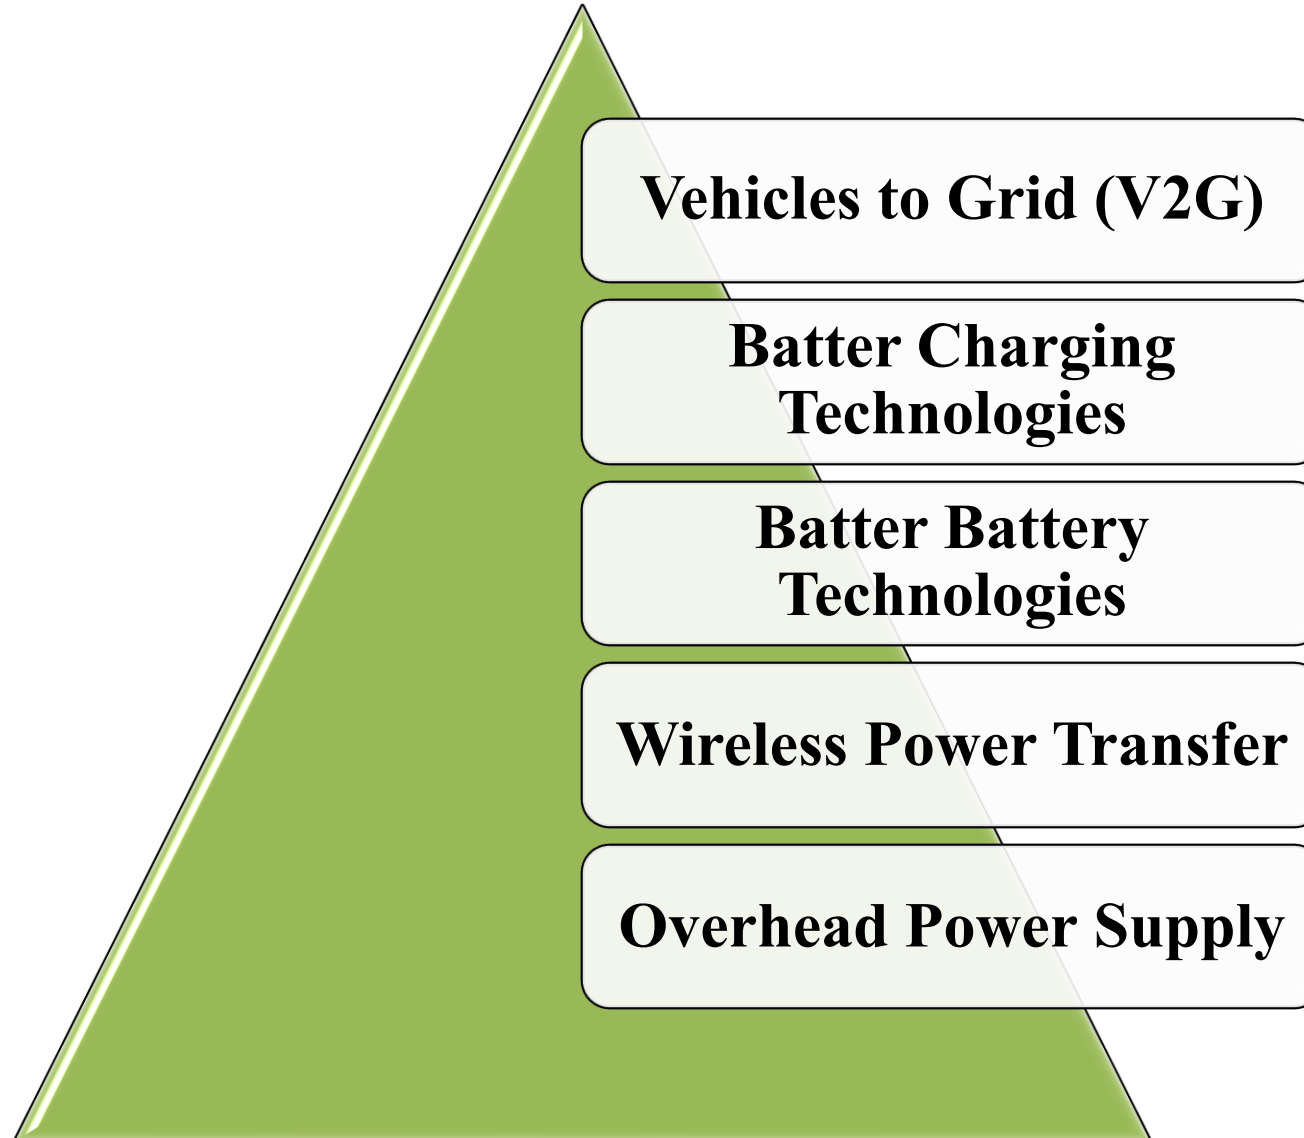 Vehicles to Grid (V2G)
Batter Charging
Technologies
Batter Battery
Technologies
Wireless Power Transfer
Overhead Power Supply